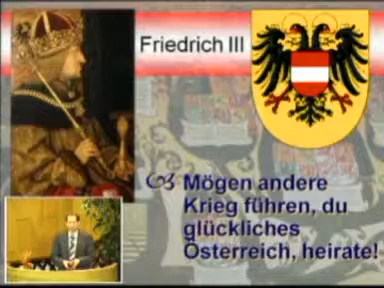 Friedrich III
Mögen andere
Krieg führen, du
glückliches
Österreich, heirate!